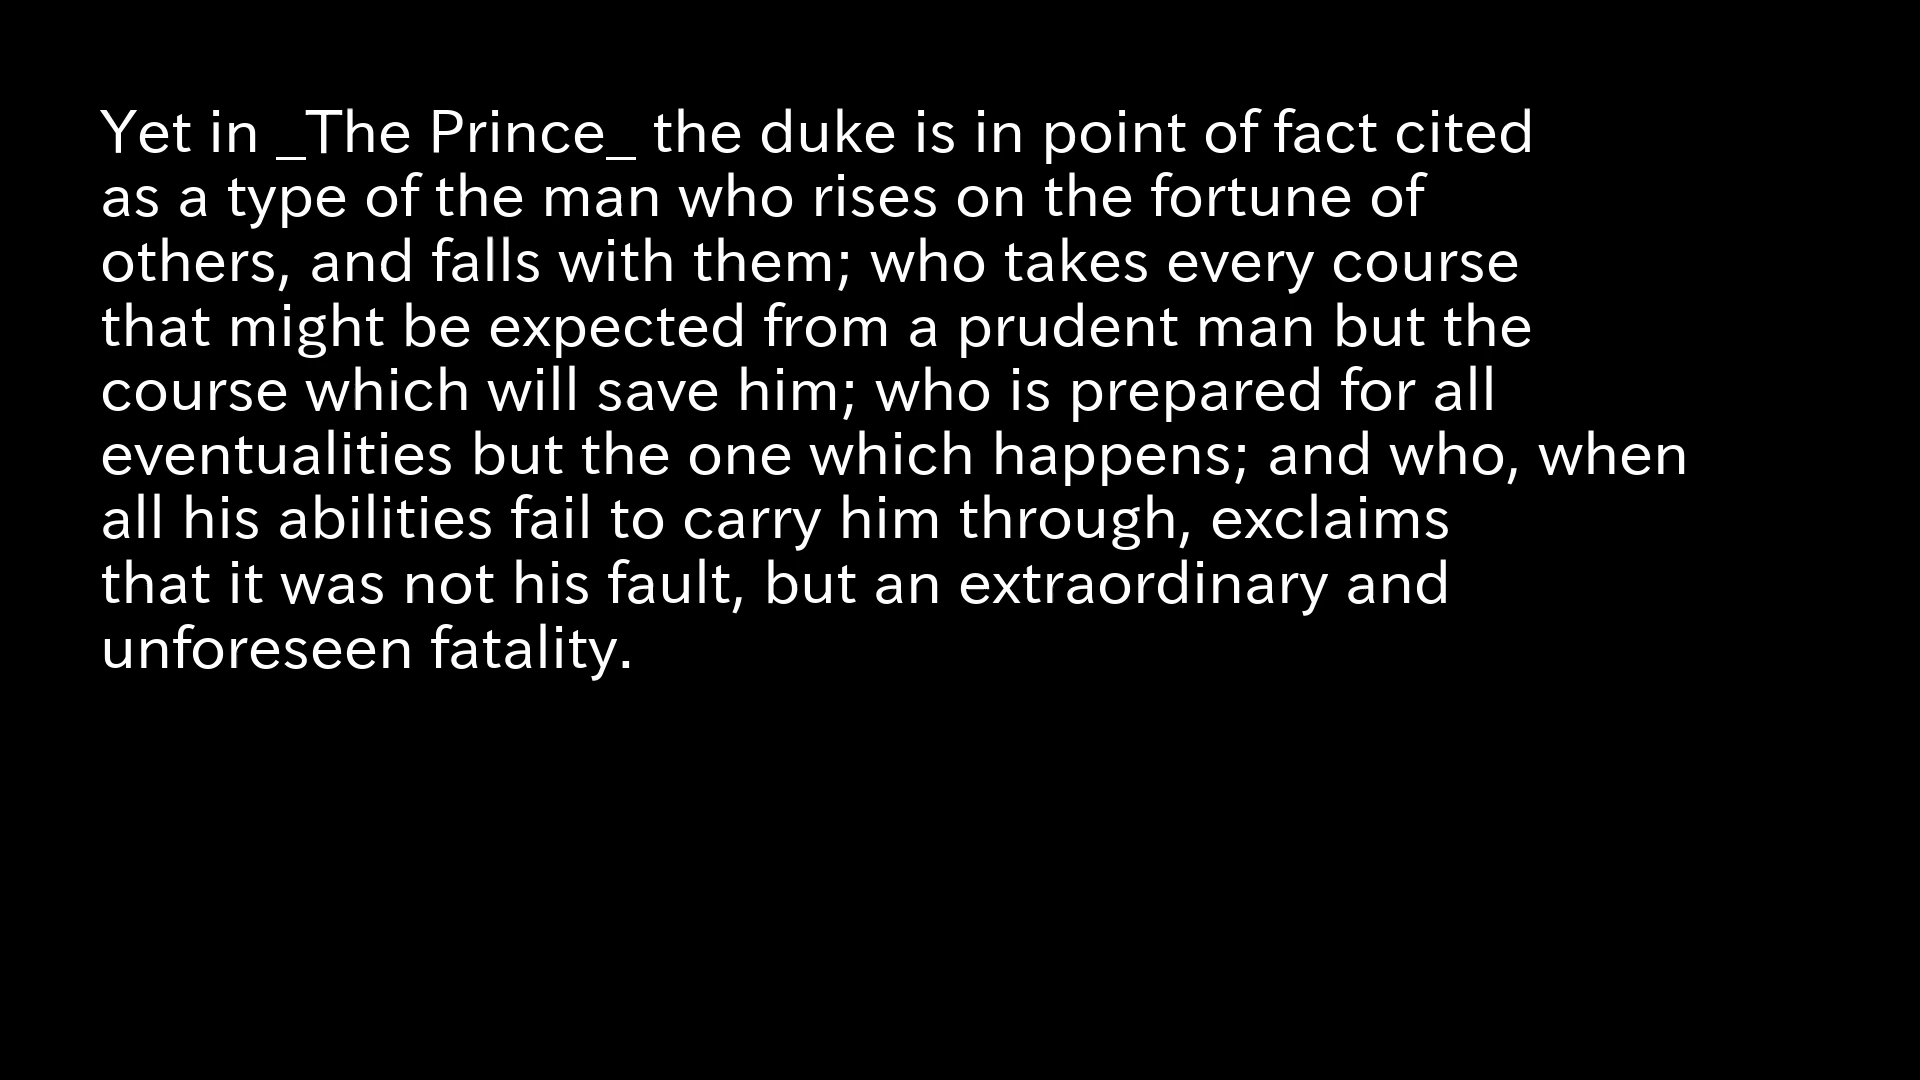 Yet in _The Prince_ the duke is in point of fact cited
as a type of the man who rises on the fortune of
others, and falls with them; who takes every course
that might be expected from a prudent man but the
course which will save him; who is prepared for all
eventualities but the one which happens; and who, when
all his abilities fail to carry him through, exclaims
that it was not his fault, but an extraordinary and
unforeseen fatality.